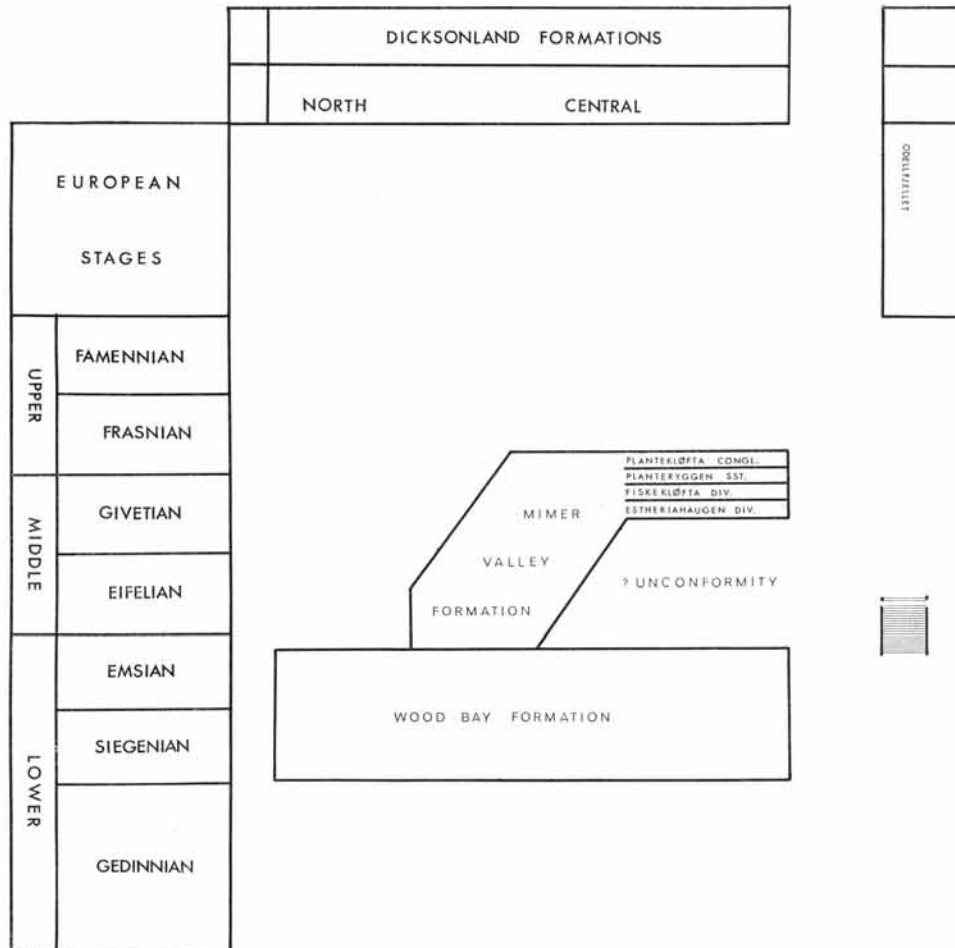 DICKSONLAND FORMATIONS
NORTH CENTRAL
ODELLFJELLET
EUROPEAN
STAGES
UPPER
FAMENNIAN
FRASNIAN
MIDDLE
GIVETIAN
EIFELIAN
LOWER
EMSIAN
SIEGENIAN
GEDINNIAN
PLANTEKLØFTA CONGL.
PLANTERYGGEN SST.
FISKEKLØFTA DIV.
ESTHERIAHAUGEN DIV.
MIMER
VALLEY
FORMATION
? UNCONFORMITY
WOOD BAY FORMATION